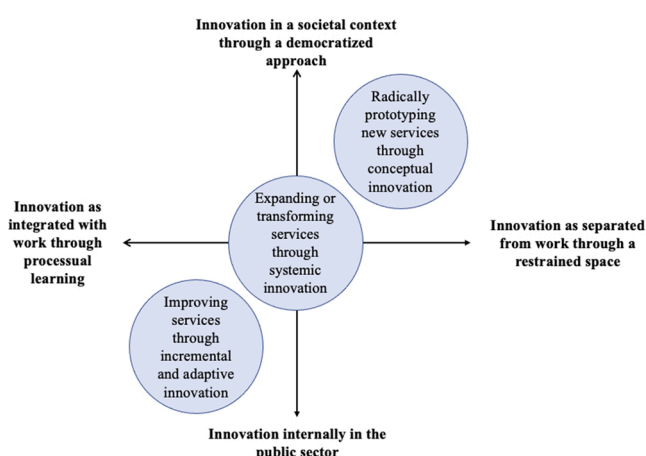 Innovation in a societal context
through a democratized
approach
Radically
prototyping
new services
through
conceptual
innovation
Innovation as
integrated with
work through
processual
learning
Expanding or
transforming
services
through
systemic
innovation
Innovation as separated
from work through a
restrained space
Improving
services
through
incremental
and adaptive
innovation
Innovation internally in the
public sector